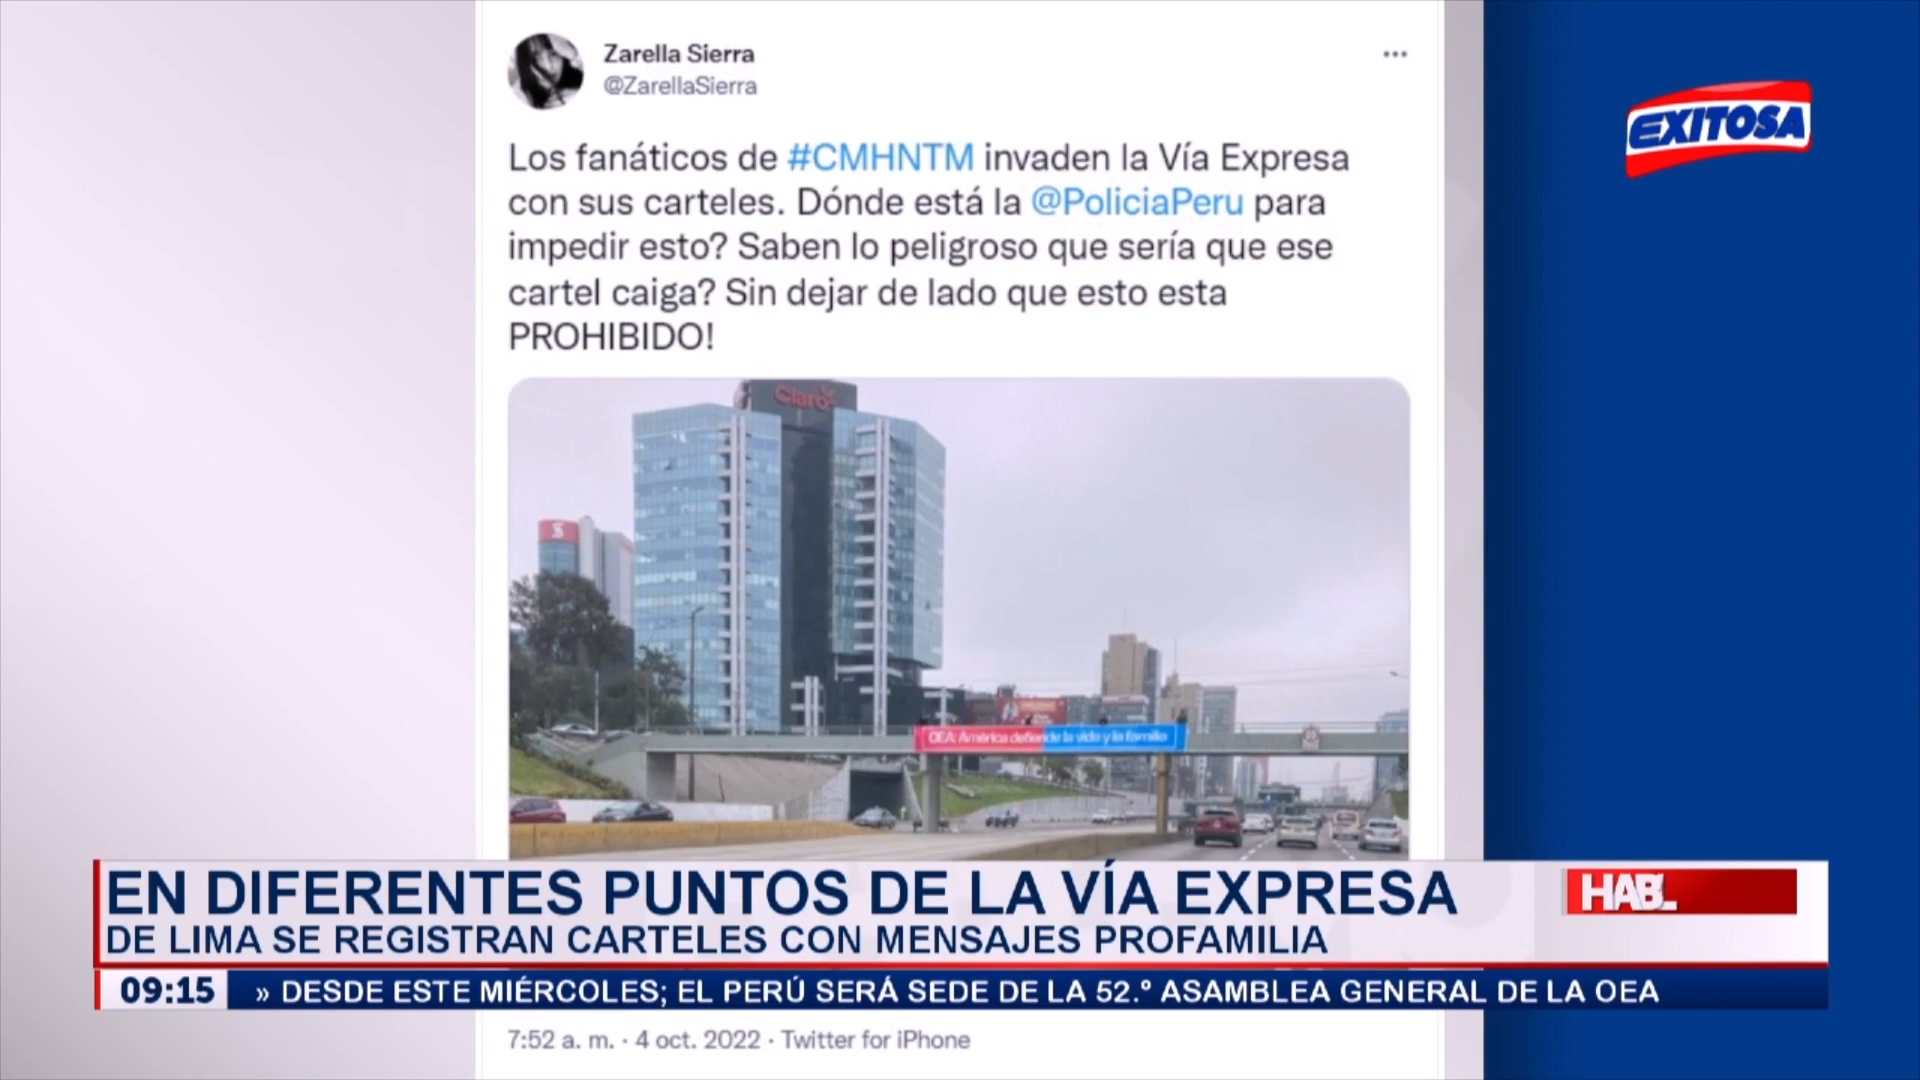 Zarella Sierra
@ZarellaSierra
EXITOSA
Los fanáticos de #CMHNTM invaden la Vía Expresa
con sus carteles. Dónde está la @PoliciaPeru para
impedir esto? Saben lo peligroso que sería que ese
cartel caiga? Sin dejar de lado que esto esta
PROHIBIDO!
Claro
OEA: América defiende la vida y la familia
EN DIFERENTES PUNTOS DE LA VÍA EXPRESA
DE LIMA SE REGISTRAN CARTELES CON MENSAJES PROFAMILIA
HABL
09:15
» DESDE ESTE MIÉRCOLES; EL PERÚ SERÁ SEDE DE LA 52.° ASAMBLEA GENERAL DE LA OEA
7:52 a. m. · 4 oct. 2022 · Twitter for iPhone